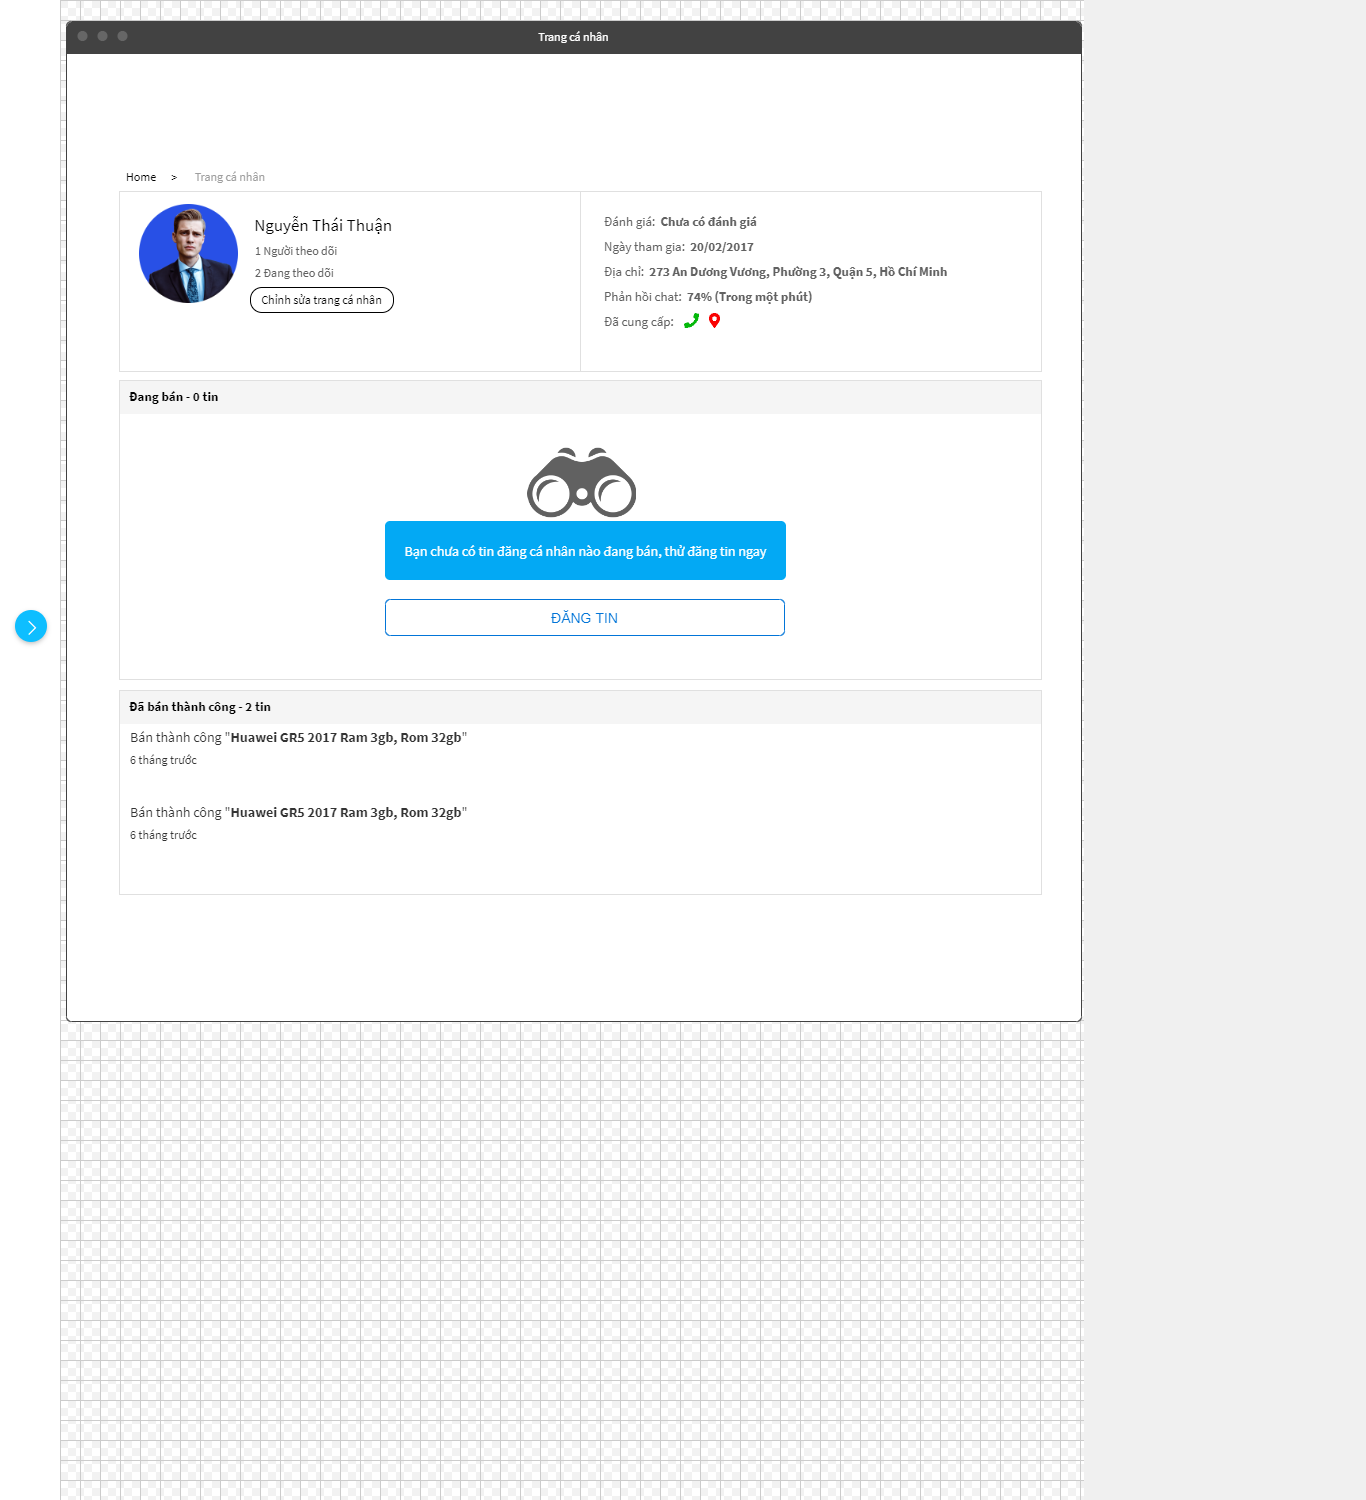 Trang cá nhân
Home > Trang cá nhân
Nguyễn Thái Thuận
1 Người theo dõi
2 Đang theo dõi
Chỉnh sửa trang cá nhân
Đánh giá: Chưa có đánh giá
Ngày tham gia: 20/02/2017
Địa chỉ: 273 An Dương Vương, Phường 3, Quận 5, Hồ Chí Minh
Phản hồi chat: 74% (Trong một phút)
Đã cung cấp:
Đang bán - 0 tin
Bạn chưa có tin đăng cá nhân nào đang bán, thử đăng tin ngay
ĐĂNG TIN
Đã bán thành công - 2 tin
Bán thành công "Huawei GR5 2017 Ram 3gb, Rom 32gb"
6 tháng trước
Bán thành công "Huawei GR5 2017 Ram 3gb, Rom 32gb"
6 tháng trước